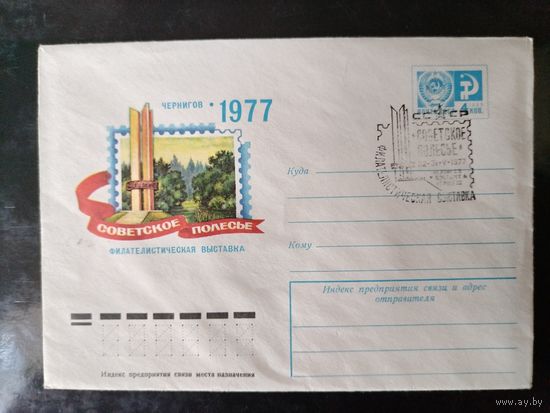 ЧЕРНИГОВ • 1977
СОВЕТСКОЕ ПОЛЕСЬЕ
ФИЛАТЕЛИСТИЧЕСКАЯ ВЫСТАВКА
4
СССР
СОВЕТСКОЕ
ПОЛЕСЬЕ
ФИЛАТЕЛИСТИЧЕСКАЯ ВЫСТАВКА
Куда
Кому
Индекс предприятия связи и адрес
отправителя
Индекс предприятия связи места назначения
www.ay.by